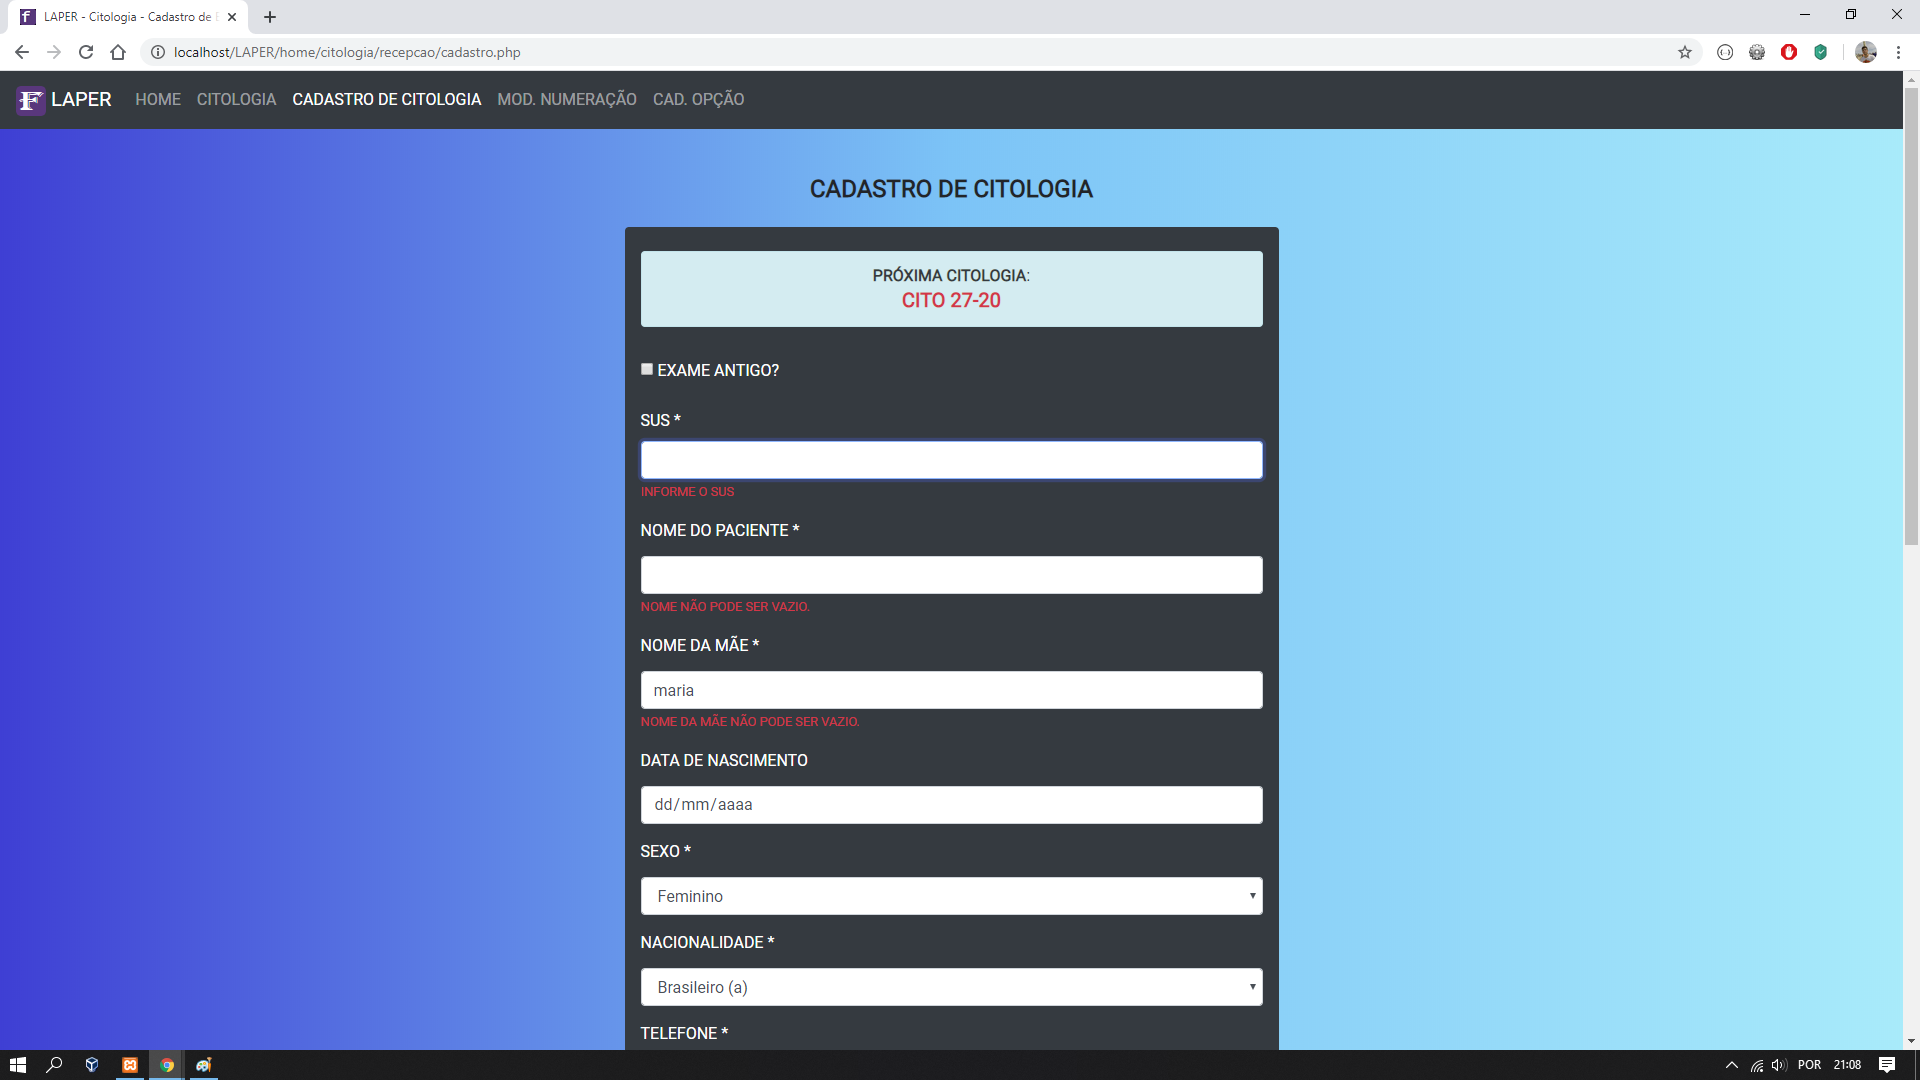 LAPER - Citologia - Cadastro de
localhost/LAPER/home/citologia/recepcao/cadastro.php
LAPER HOME CITOLOGIA CADASTRO DE CITOLOGIA MOD. NUMERAÇÃO CAD. OPÇÃO
CADASTRO DE CITOLOGIA
PRÓXIMA CITOLOGIA:
CITO 27-20
EXAME ANTIGO?
SUS *
INFORME O SUS
NOME DO PACIENTE *
NOME NÃO PODE SER VAZIO.
NOME DA MÃE *
maria
NOME DA MÃE NÃO PODE SER VAZIO.
DATA DE NASCIMENTO
dd/mm/aaaa
SEXO *
Feminino
NACIONALIDADE *
Brasileiro (a)
TELEFONE *
POR 21:08